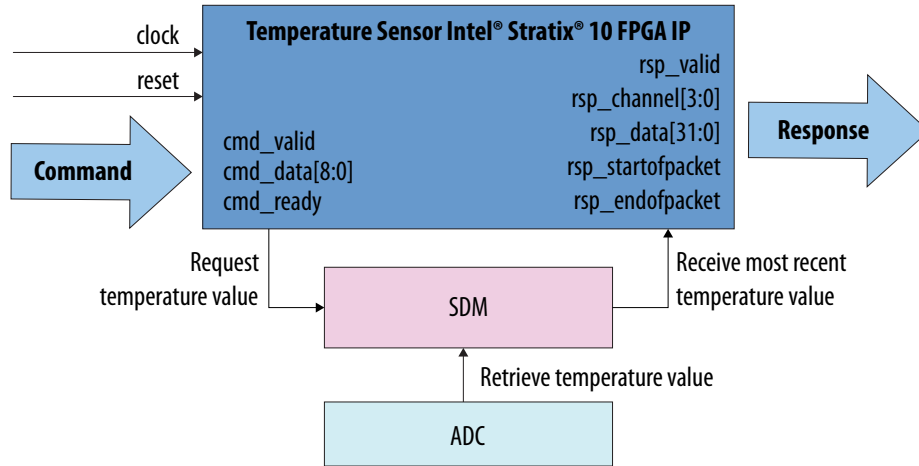 Temperature Sensor Intel® Stratix® 10 FPGA IP
clock
reset
Command
cmd_valid
cmd_data[8:0]
cmd_ready
rsp_valid
rsp_channel[3:0]
rsp_data[31:0]
rsp_startofpacket
rsp_endofpacket
Response
Request
temperature value
SDM
Receive most recent
temperature value
Retrieve temperature value
ADC